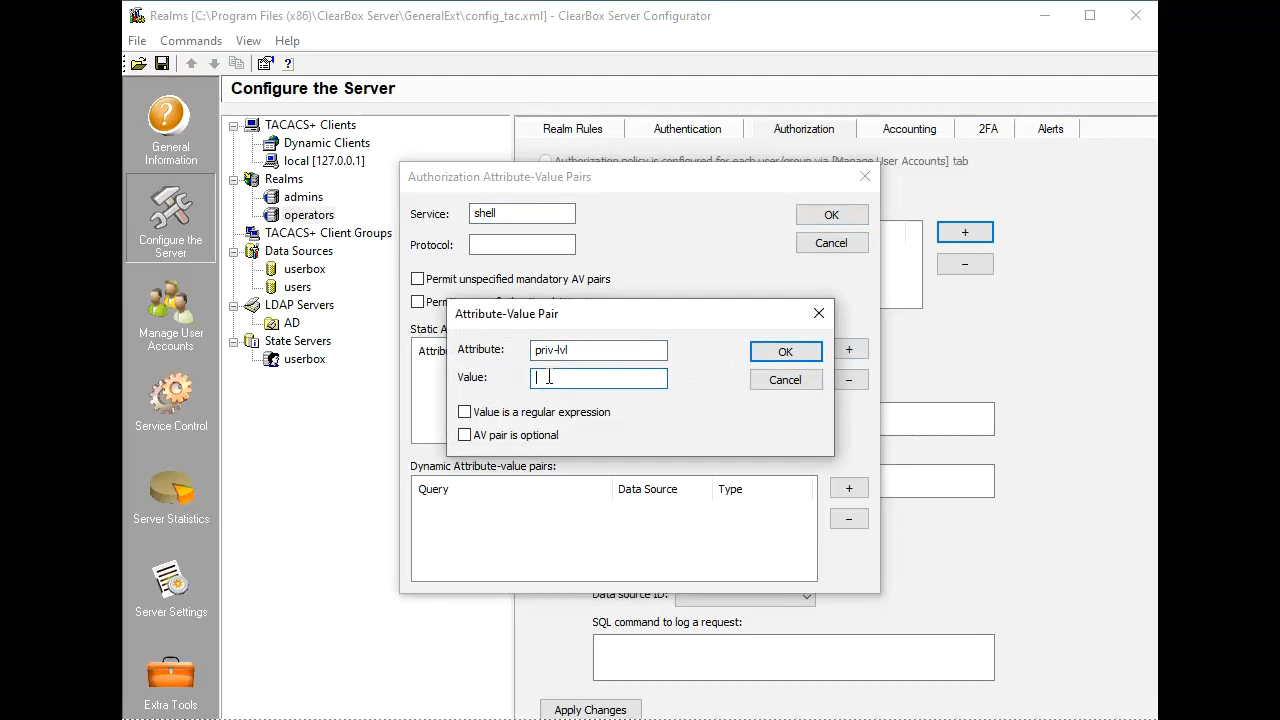 Realms [C:\Program Files (x86)\ClearBox Server\GeneralExt\config_tac.xml] - ClearBox Server Configurator
File Commands View Help
Configure the Server
General Information
Configure the Server
Manage User Accounts
Service Control
Server Statistics
Server Settings
Extra Tools
TACACS+ Clients
Dynamic Clients
local [127.0.0.1]
Realms
admins
operators
TACACS+ Client Groups
Data Sources
userbox
users
LDAP Servers
AD
State Servers
userbox
Realm Rules Authentication Authorization Accounting 2FA Alerts
Authorization policy is configured for each user/group via [Manage User Accounts] tab
+
-
Authorization Attribute-Value Pairs
Service: shell OK
Protocol: Cancel
Permit unspecified mandatory AV pairs
Static A
+
-
Attribute-Value Pair
Attribute: priv-lvl OK
Value: Cancel
Value is a regular expression
AV pair is optional
Dynamic Attribute-value pairs:
Query Data Source Type
+
-
Data source ID:
SQL command to log a request:
Apply Changes